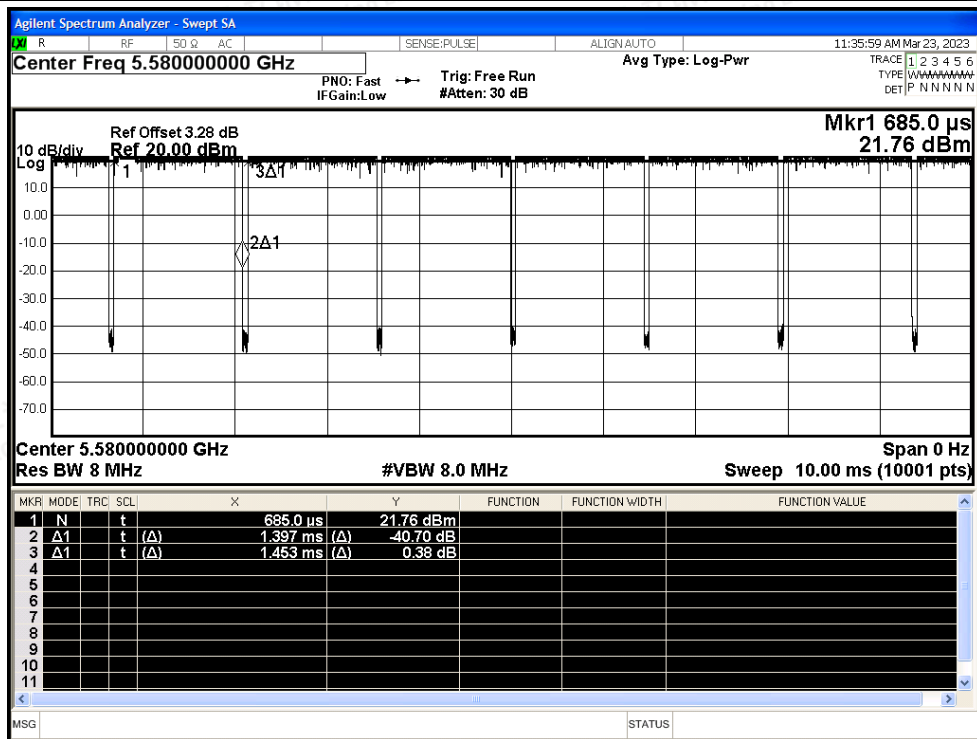 Agilent Spectrum Analyzer - Swept SA
LXI R RF 50 Ω AC SENSE:PULSE ALIGN AUTO 11:35:59 AM Mar 23, 2023
Center Freq 5.580000000 GHz
PNO: Fast
IFGain:Low
Trig: Free Run
#Atten: 30 dB
Avg Type: Log-Pwr
TRACE 1 2 3 4 5 6
TYPE W
DET P N N N N N
Ref Offset 3.28 dB
10 dB/div Ref 20.00 dBm
Log
Mkr1 685.0 µs
21.76 dBm
1 3Δ1 1
10.0
0.00
2Δ1
-10.0
-20.0
-30.0
-40.0
-50.0
-60.0
-70.0
Center 5.580000000 GHz Span 0 Hz
Res BW 8 MHz #VBW 8.0 MHz Sweep 10.00 ms (10001 pts)
MKR MODE TRC SCL X Y FUNCTION FUNCTION WIDTH FUNCTION VALUE
1 N t 685.0 µs 21.76 dBm
2 Δ1 t (Δ) 1.397 ms (Δ) -40.70 dB
3 Δ1 t (Δ) 1.453 ms (Δ) 0.38 dB
4
5
6
7
8
9
10
11
MSG STATUS